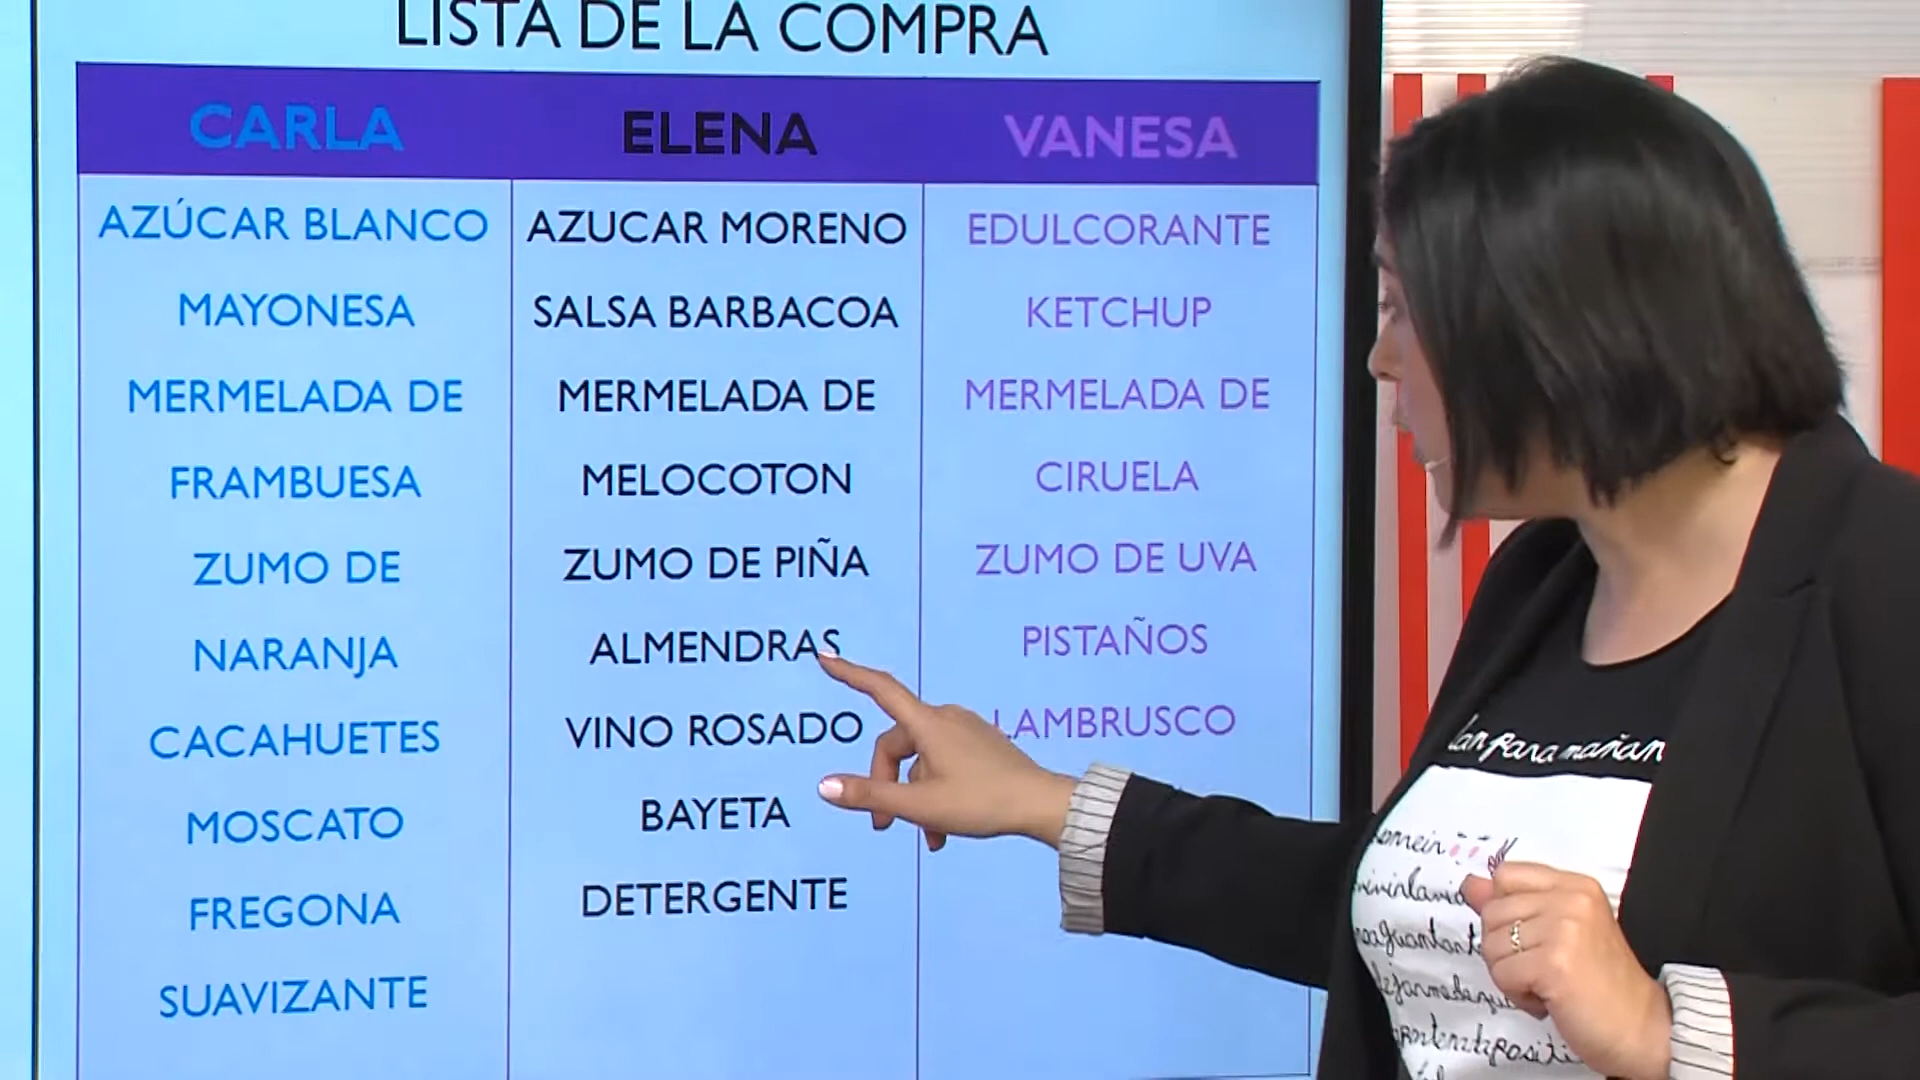 LISTA DE LA COMPRA
CARLA
AZÚCAR BLANCO
MAYONESA
MERMELADA DE
FRAMBUESA
ZUMO DE
NARANJA
CACAHUETES
MOSCATO
FREGONA
SUAVIZANTE
ELENA
AZUCAR MORENO
SALSA BARBACOA
MERMELADA DE
MELOCOTON
ZUMO DE PIÑA
ALMENDRAS
VINO ROSADO
BAYETA
DETERGENTE
VANESA
EDULCORANTE
KETCHUP
MERMELADA DE
CIRUELA
ZUMO DE UVA
PISTAÑOS
LAMBRUSCO
para mañan